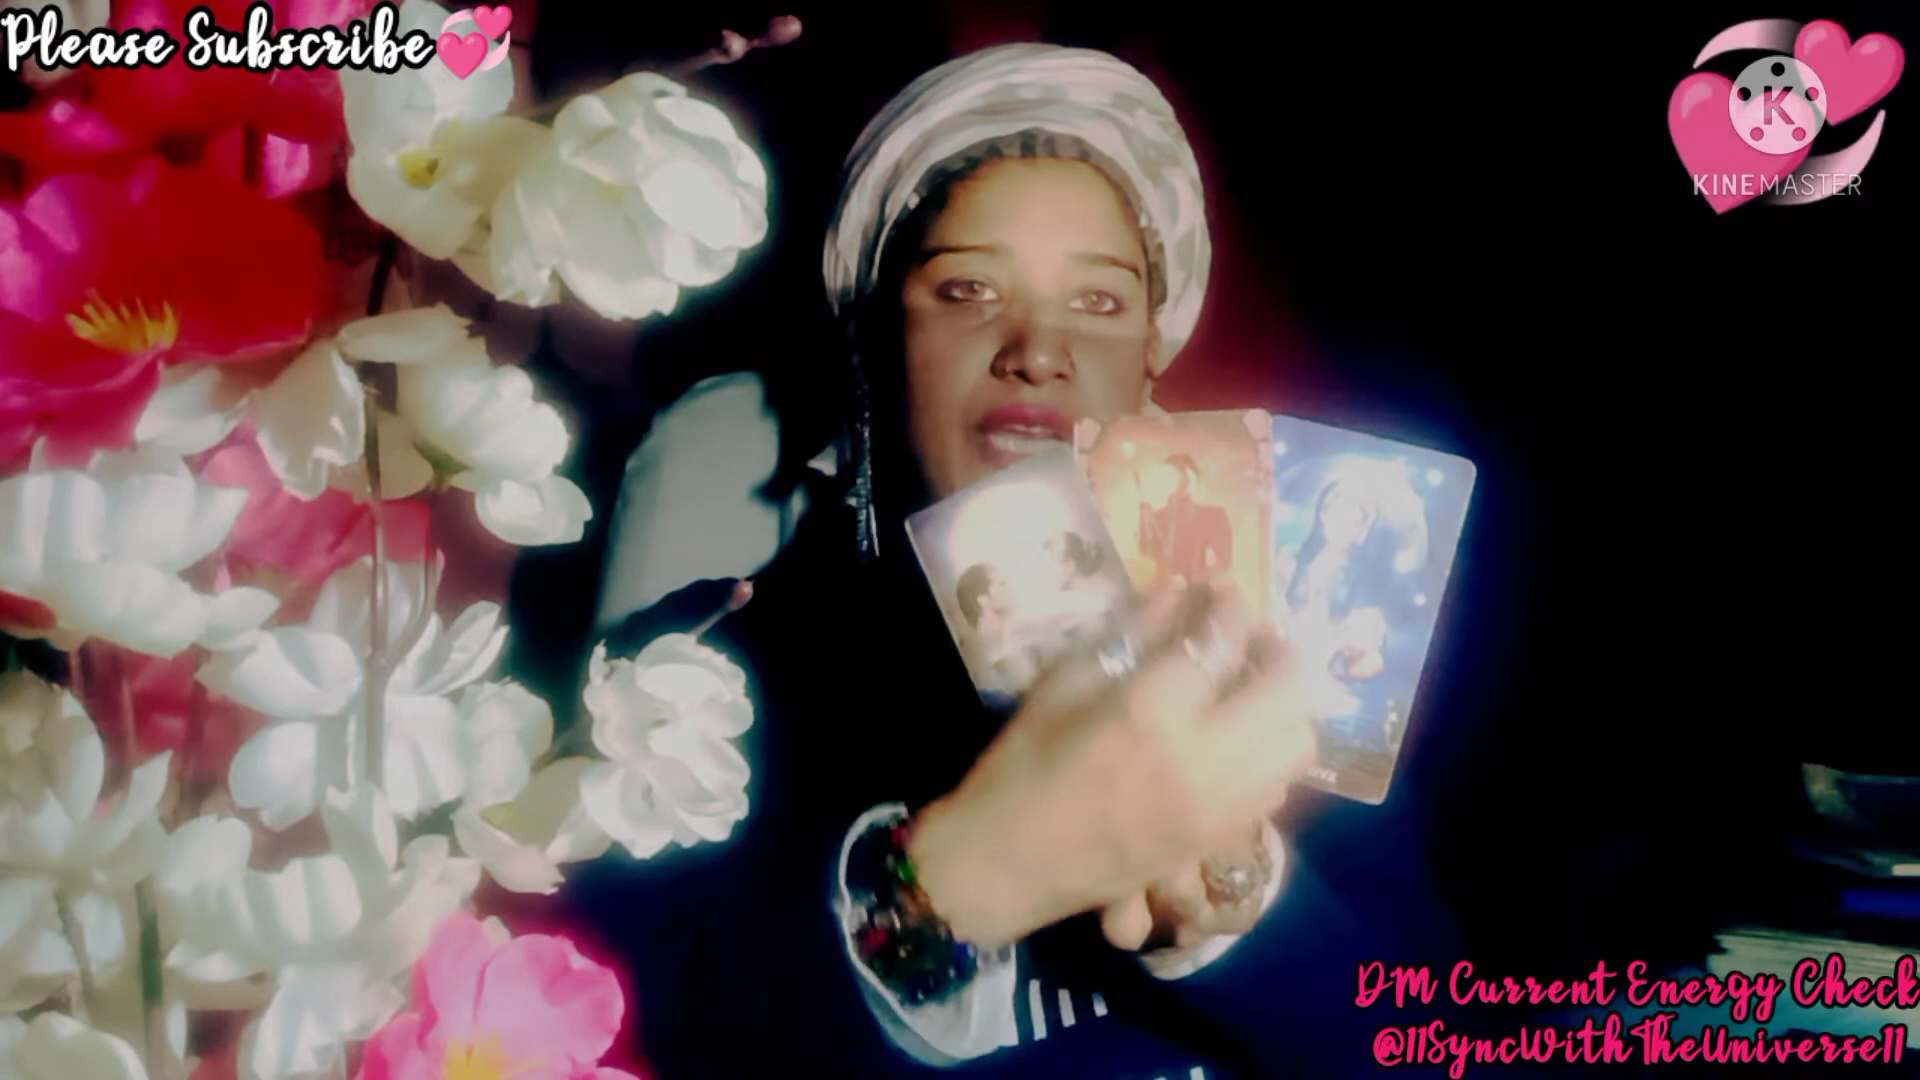 Please Subscribe
KINEMASTER
DM Current Energy Check
@11SyncWithTheUniverse11